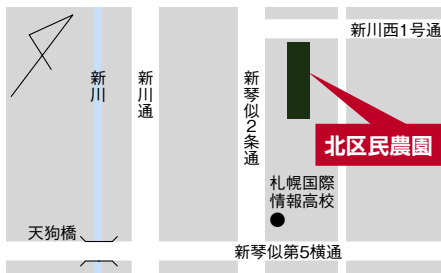 新川西1号通
新川
新川通
新琴似2条通
北区民農園
札幌国際
情報高校
天狗橋
新琴似第5横通